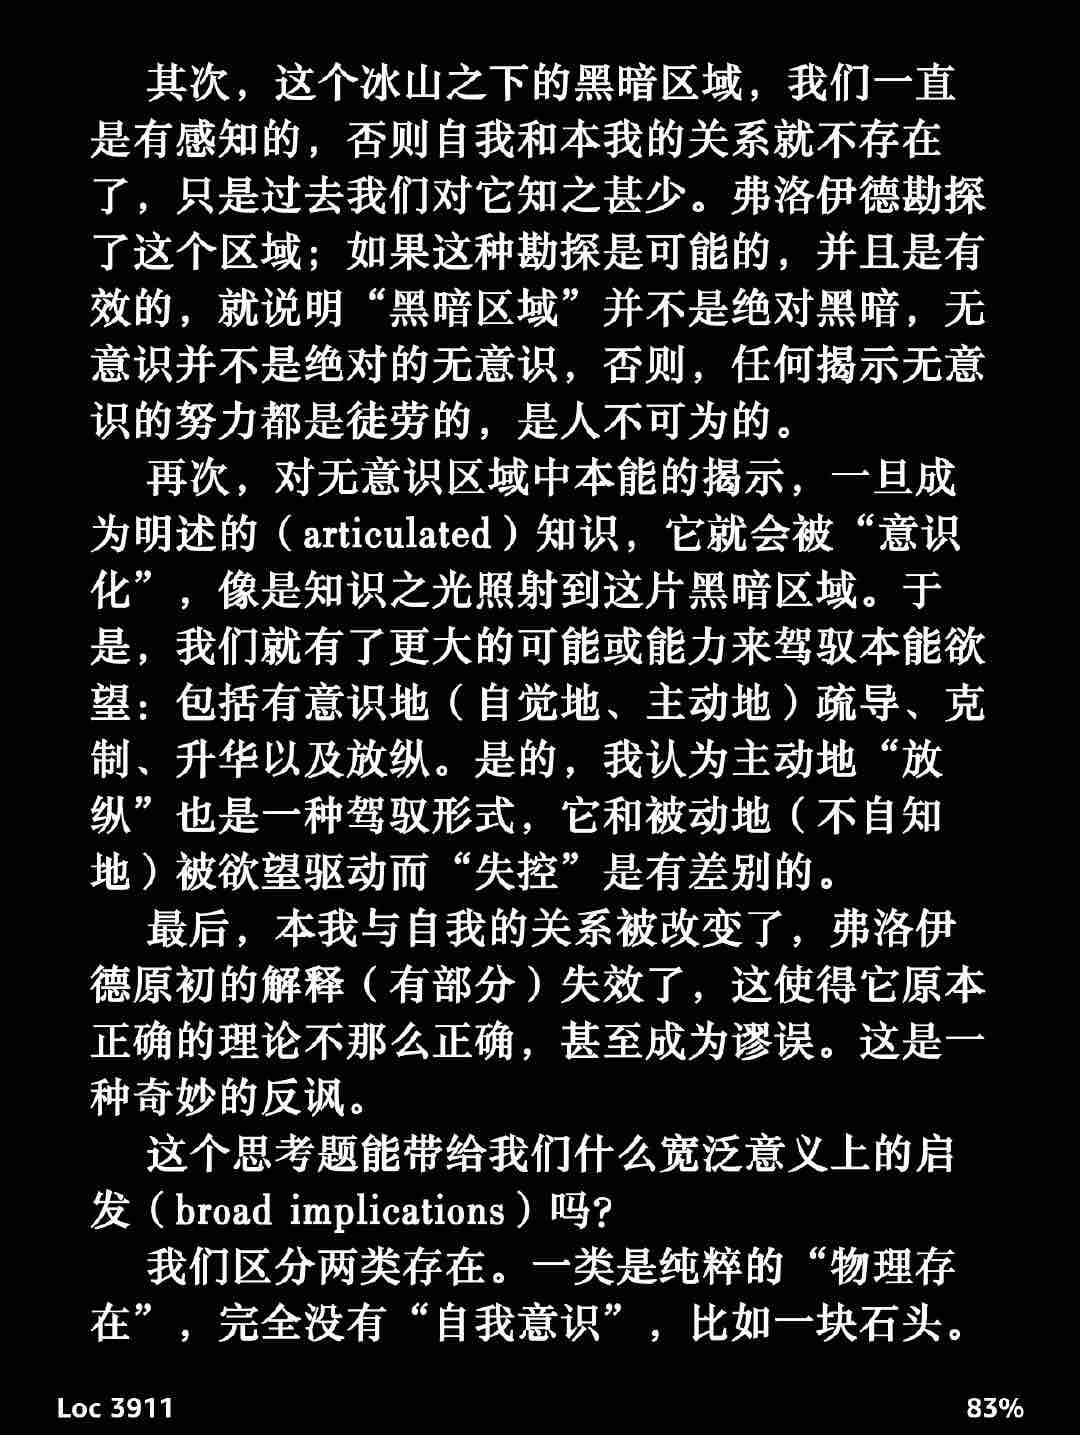 其次，这个冰山之下的黑暗区域，我们一直
是有感知的，否则自我和本我的关系就不存在
了，只是过去我们对它知之甚少。弗洛伊德勘探
了这个区域；如果这种勘探是可能的，并且是有
效的，就说明“黑暗区域”并不是绝对黑暗，无
意识并不是绝对的无意识，否则，任何揭示无意
识的努力都是徒劳的，是人不可为的。
再次，对无意识区域中本能的揭示，一旦成
为明述的（articulated）知识，它就会被“意识
化”，像是知识之光照射到这片黑暗区域。于
是，我们就有了更大的可能或能力来驾驭本能欲
望：包括有意识地（自觉地、主动地）疏导、克
制、升华以及放纵。是的，我认为主动地“放
纵”也是一种驾驭形式，它和被动地（不自知
地）被欲望驱动而“失控”是有差别的。
最后，本我与自我的关系被改变了，弗洛伊
德原初的解释（有部分）失效了，这使得它原本
正确的理论不那么正确，甚至成为谬误。这是一
种奇妙的反讽。
这个思考题能带给我们什么宽泛意义上的启
发（broad implications）吗？
我们区分两类存在。一类是纯粹的“物理存
在”，完全没有“自我意识”，比如一块石头。
Loc 3911
83%